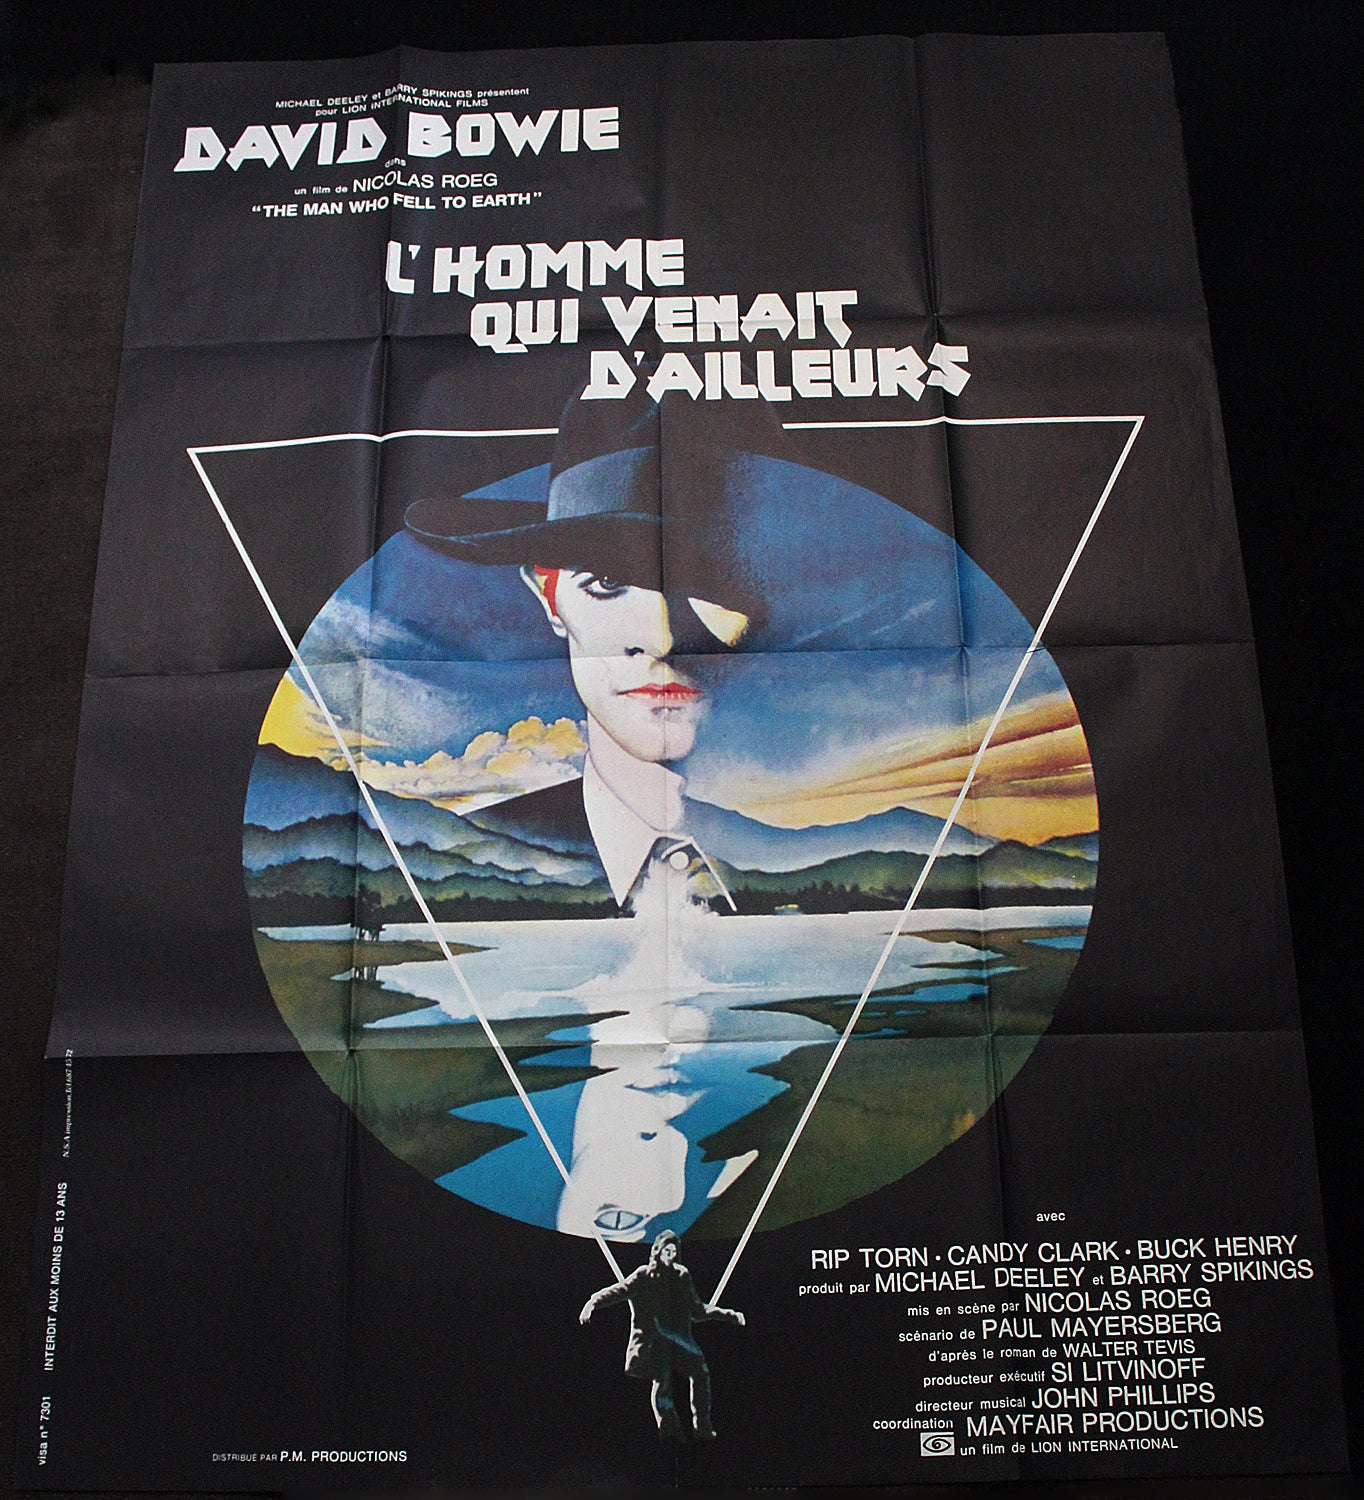 MICHAEL DEELEY et BARRY SPIKINGS présentent
pour LION INTERNATIONAL FILMS
DAVID BOWIE
dans
un film de NICOLAS ROEG
“THE MAN WHO FELL TO EARTH”
L'HOMME
QUI VENAIT
D'AILLEURS
avec
RIP TORN · CANDY CLARK · BUCK HENRY
produit par MICHAEL DEELEY et BARRY SPIKINGS
mis en scène par NICOLAS ROEG
scénario de PAUL MAYERSBERG
d'après le roman de WALTER TEVIS
producteur exécutif SI LITVINOFF
directeur musical JOHN PHILLIPS
coordination MAYFAIR PRODUCTIONS
un film de LION INTERNATIONAL
DISTRIBUÉ PAR P.M. PRODUCTIONS
visa n° 7301 INTERDIT AUX MOINS DE 13 ANS N.S.A impression